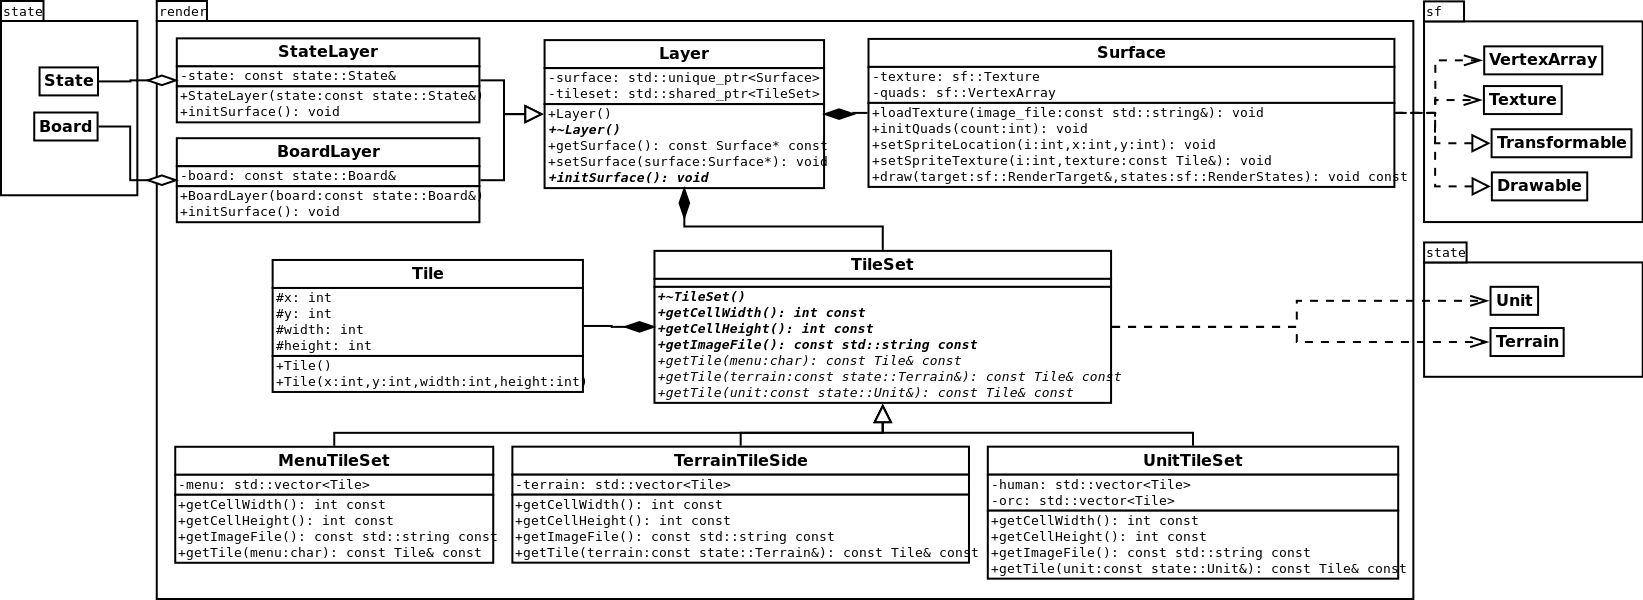 state
State
Board
render
StateLayer
-state: const state::State&
+StateLayer(state:const state::State&)
+initSurface(): void
BoardLayer
-board: const state::Board&
+BoardLayer(board:const state::Board&)
+initSurface(): void
Layer
-surface: std::unique_ptr<Surface>
-tileset: std::shared_ptr<TileSet>
+Layer()
+~Layer()
+getSurface(): const Surface* const
+setSurface(surface:Surface*): void
+initSurface(): void
Surface
-texture: sf::Texture
-quads: sf::VertexArray
+loadTexture(image_file:const std::string&): void
+initQuads(count:int): void
+setSpriteLocation(i:int,x:int,y:int): void
+setSpriteTexture(i:int,texture:const Tile&): void
+draw(target:sf::RenderTarget&,states:sf::RenderStates): void const
sf
VertexArray
Texture
Transformable
Drawable
Tile
#x: int
#y: int
#width: int
#height: int
+Tile()
+Tile(x:int,y:int,width:int,height:int)
TileSet
+~TileSet()
+getCellWidth(): int const
+getCellHeight(): int const
+getImageFile(): const std::string const
+getTile(menu:char): const Tile& const
+getTile(terrain:const state::Terrain&): const Tile& const
+getTile(unit:const state::Unit&): const Tile& const
state
Unit
Terrain
MenuTileSet
-menu: std::vector<Tile>
+getCellWidth(): int const
+getCellHeight(): int const
+getImageFile(): const std::string const
+getTile(menu:char): const Tile& const
TerrainTileSide
-terrain: std::vector<Tile>
+getCellWidth(): int const
+getCellHeight(): int const
+getImageFile(): const std::string const
+getTile(terrain:const state::Terrain&): const Tile& const
UnitTileSet
-human: std::vector<Tile>
-orc: std::vector<Tile>
+getCellWidth(): int const
+getCellHeight(): int const
+getImageFile(): const std::string const
+getTile(unit:const state::Unit&): const Tile& const